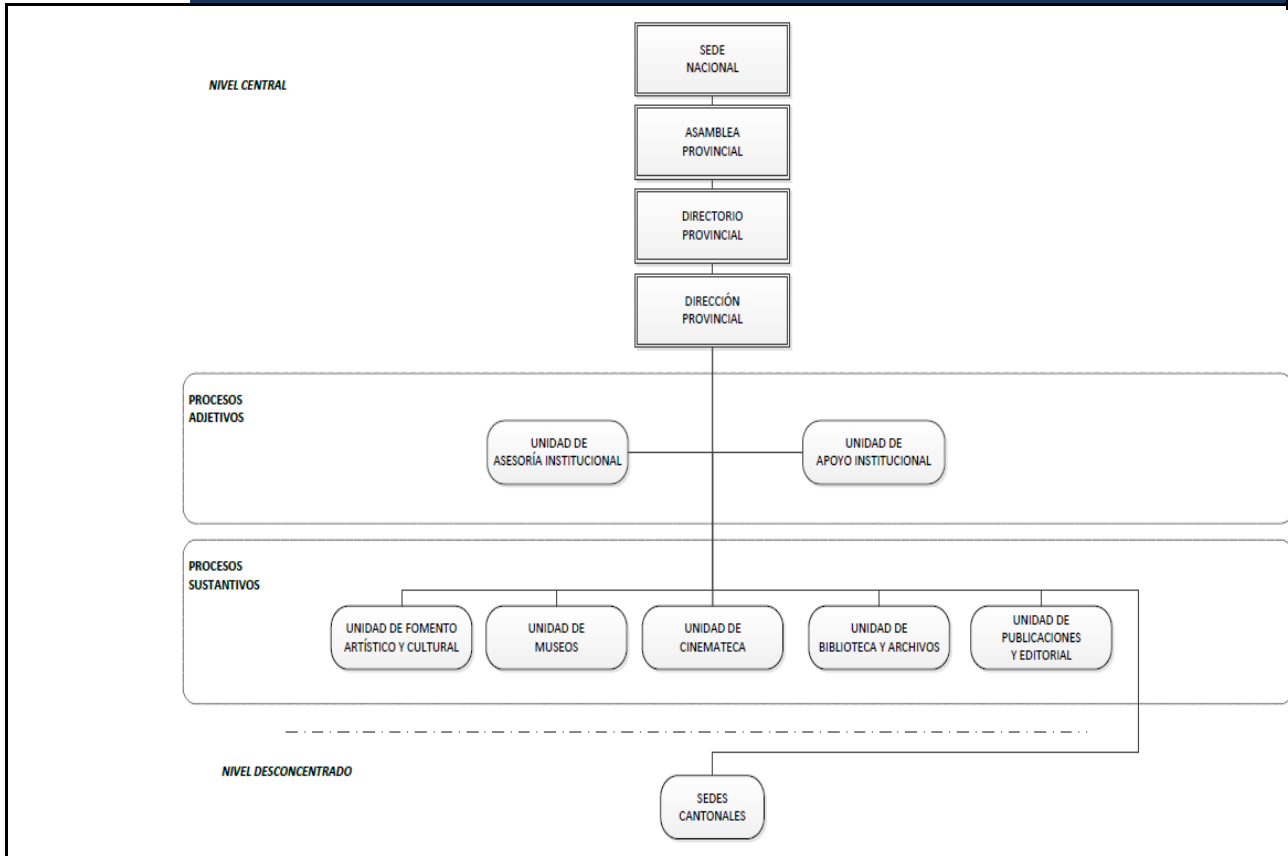 SEDE
NACIONAL
NIVEL CENTRAL
ASAMBLEA
PROVINCIAL
DIRECTORIO
PROVINCIAL
DIRECCIÓN
PROVINCIAL
PROCESOS
ADJETIVOS
UNIDAD DE
ASESORÍA INSTITUCIONAL
UNIDAD DE
APOYO INSTITUCIONAL
PROCESOS
SUSTANTIVOS
UNIDAD DE FOMENTO
ARTÍSTICO Y CULTURAL
UNIDAD DE
MUSEOS
UNIDAD DE
CINEMATECA
UNIDAD DE
BIBLIOTECA Y ARCHIVOS
UNIDAD DE
PUBLICACIONES
Y EDITORIAL
NIVEL DESCONCENTRADO
SEDES
CANTONALES